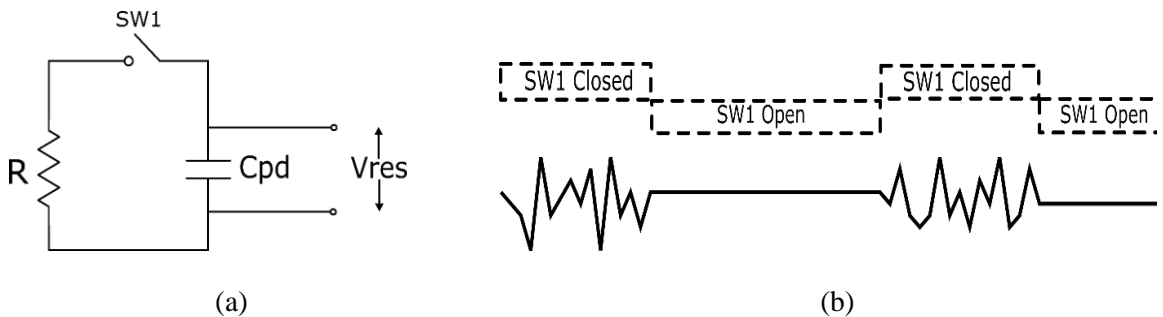 SW1
R
Cpd
Vres
(a)
SW1 Closed
SW1 Open
SW1 Closed
SW1 Open
(b)